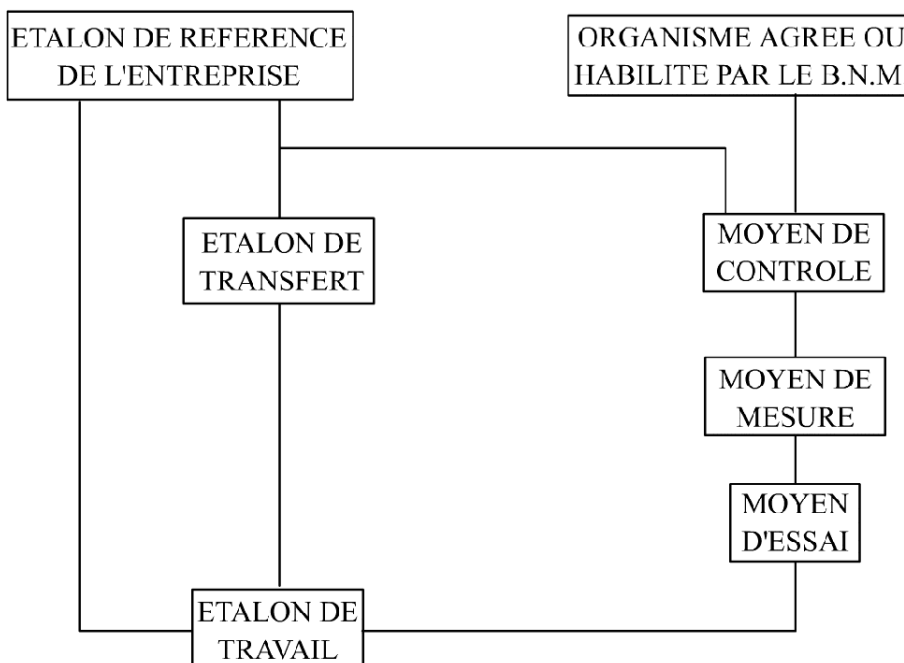 ETALON DE REFERENCE
DE L'ENTREPRISE
ORGANISME AGREE OU
HABILITE PAR LE B.N.M.
ETALON DE
TRANSFERT
MOYEN DE
CONTROLE
MOYEN DE
MESURE
MOYEN
D'ESSAI
ETALON DE
TRAVAIL